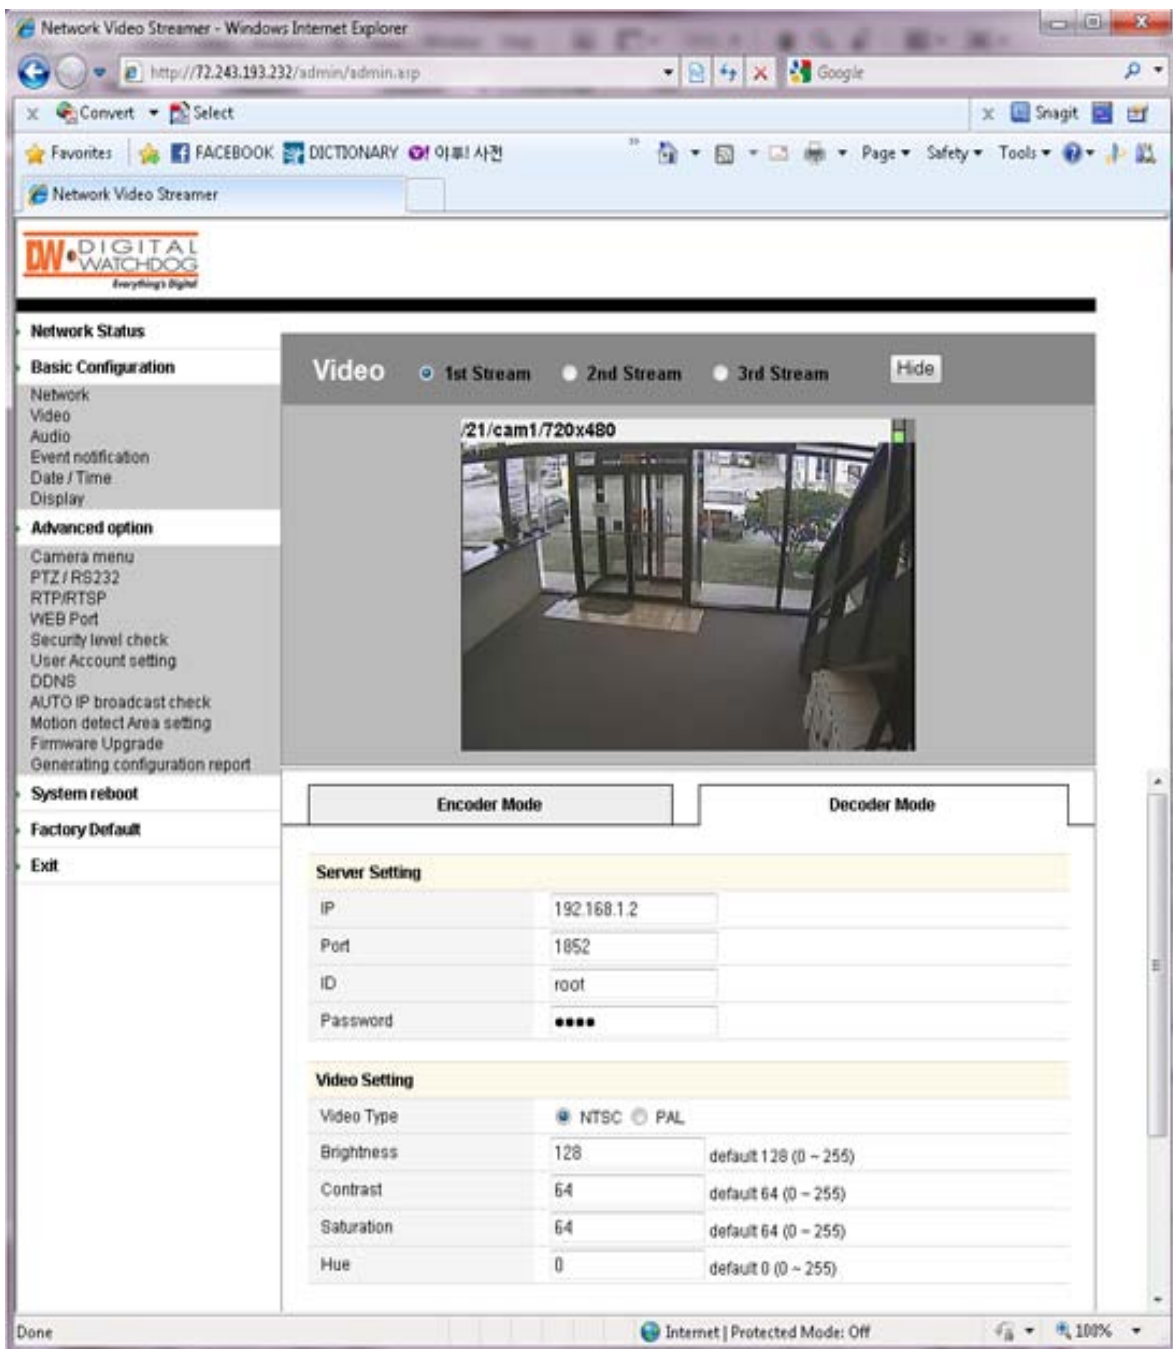 Network Video Streamer - Windows Internet Explorer
http://72.243.193.232/admin/admin.asp
Google
x Convert Select
x Snagit
Favorites FACEBOOK DICTIONARY 야후! 사전
Page Safety Tools
Network Video Streamer
DW DIGITAL WATCHDOG
Everything's Digital
Network Status
Basic Configuration
Network
Video
Audio
Event notification
Date / Time
Display
Advanced option
Camera menu
PTZ / RS232
RTP/RTSP
WEB Port
Security level check
User Account setting
DDNS
AUTO IP broadcast check
Motion detect Area setting
Firmware Upgrade
Generating configuration report
System reboot
Factory Default
Exit
Video 1st Stream 2nd Stream 3rd Stream Hide
/21/cam1/720x480
Encoder Mode Decoder Mode
Server Setting
IP 192.168.1.2
Port 1852
ID root
Password ●●●●
Video Setting
Video Type NTSC PAL
Brightness 128 default 128 (0 ~ 255)
Contrast 64 default 64 (0 ~ 255)
Saturation 64 default 64 (0 ~ 255)
Hue 0 default 0 (0 ~ 255)
Done Internet | Protected Mode: Off 100%